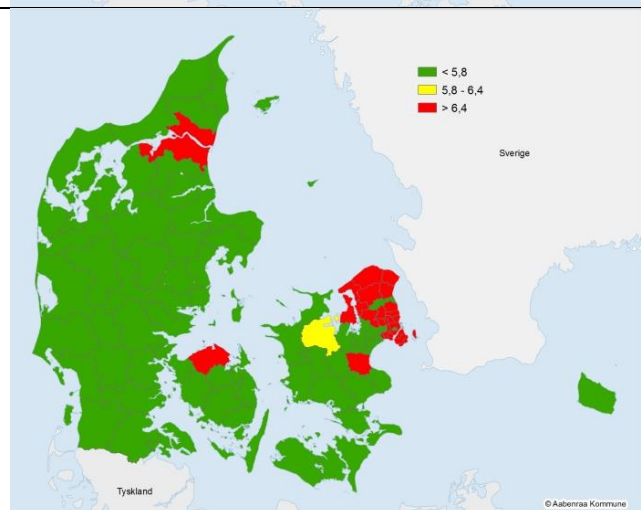 < 5,8
5,8 - 6,4
> 6,4
Sverige
Tyskland
© Aabenraa Kommune